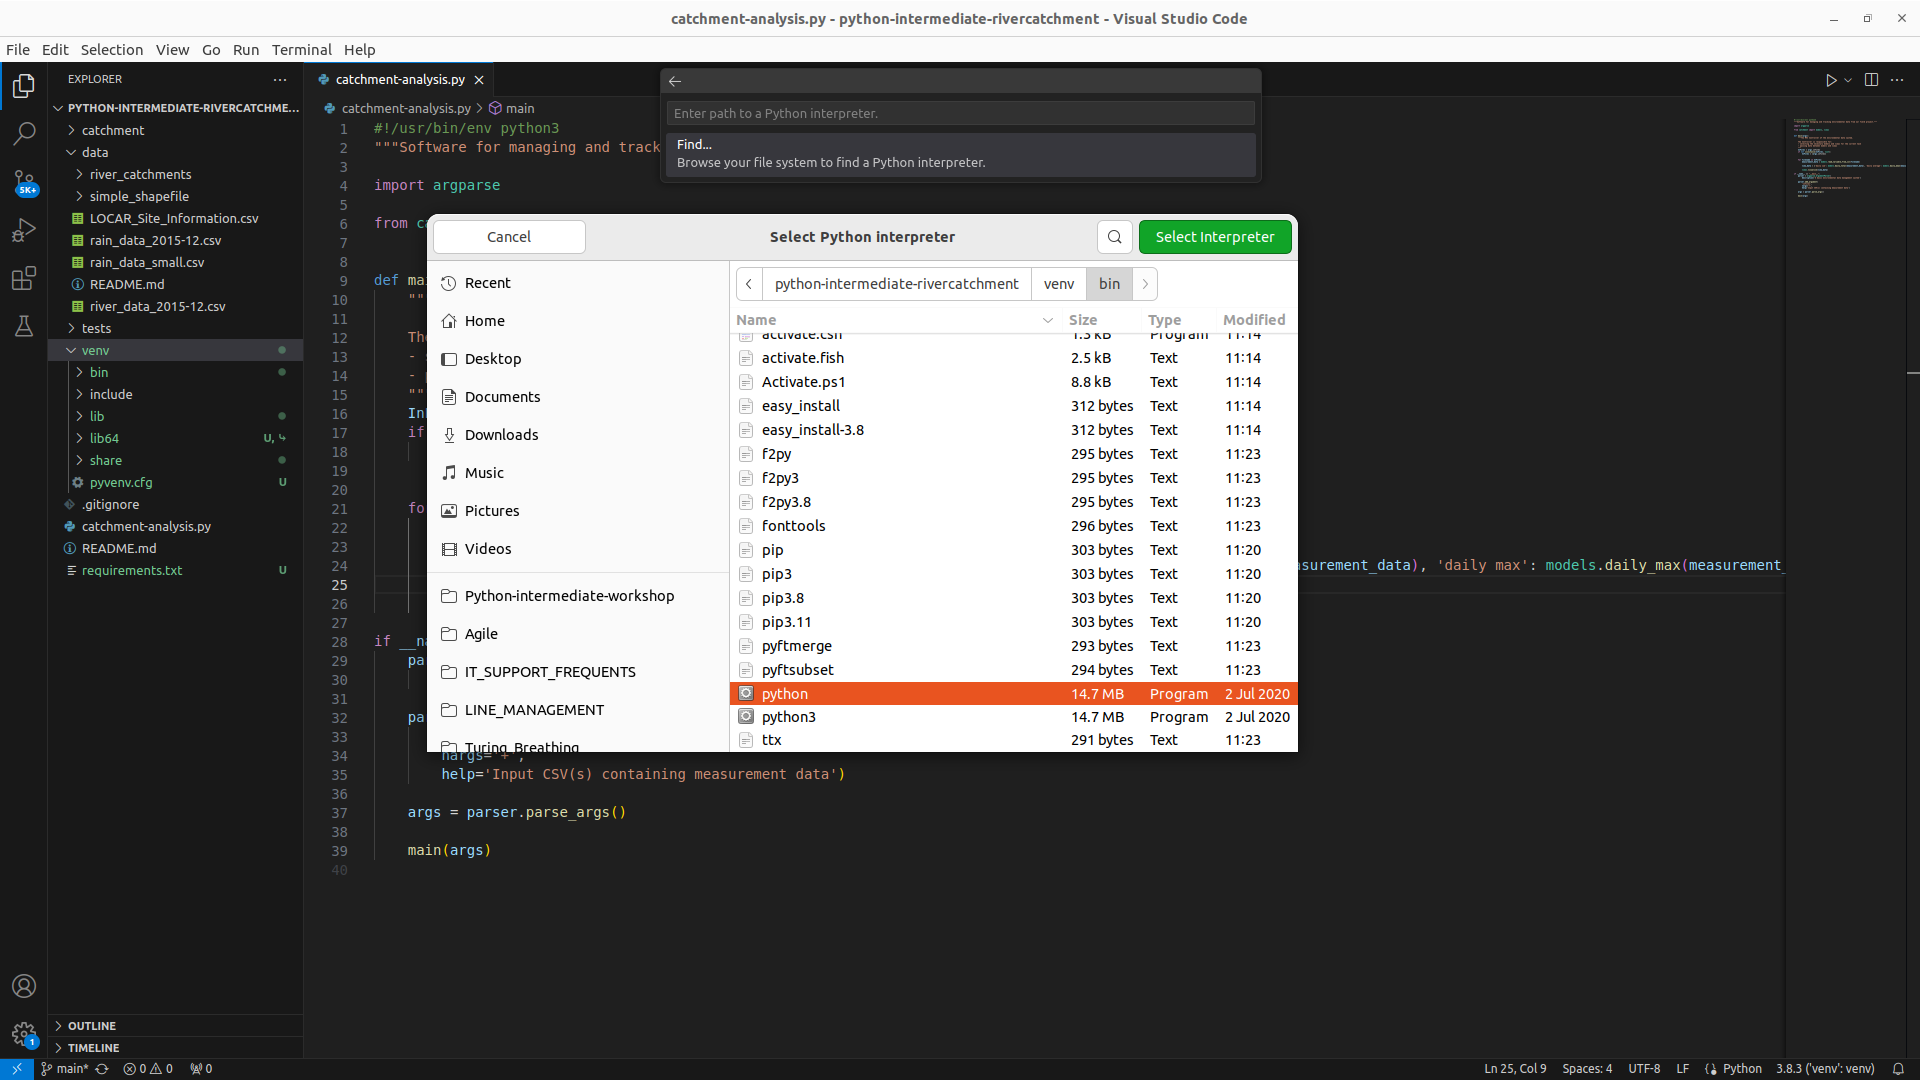 catchment-analysis.py - python-intermediate-rivercatchment - Visual Studio Code
File Edit Selection View Go Run Terminal Help
EXPLORER
PYTHON-INTERMEDIATE-RIVERCATCHME...
catchment
data
river_catchments
simple_shapefile
LOCAR_Site_Information.csv
rain_data_2015-12.csv
rain_data_small.csv
README.md
river_data_2015-12.csv
tests
venv
bin
include
lib
lib64 U,
share
pyvenv.cfg U
.gitignore
catchment-analysis.py
README.md
requirements.txt U
OUTLINE
TIMELINE
5K+
1
catchment-analysis.py
catchment-analysis.py > main
Enter path to a Python interpreter.
Find...
Browse your file system to find a Python interpreter.
1 #!/usr/bin/env python3
2 """Software for managing and track
3
4 import argparse
5
6 from ca
7
8
9 def mai
10 ""
11
12 Th
13 -
14 -
15 ""
16 In
17 if
18
19
20
21 fo
22
23
24 asurement_data), 'daily max': models.daily_max(measurement_
25
26
27
28 if __na
29 pa
30
31
32 pa
33
34 nargs='+',
35 help='Input CSV(s) containing measurement data')
36
37 args = parser.parse_args()
38
39 main(args)
40
Cancel Select Python interpreter Select Interpreter
Recent
Home
Desktop
Documents
Downloads
Music
Pictures
Videos
Python-intermediate-workshop
Agile
IT_SUPPORT_FREQUENTS
LINE_MANAGEMENT
Turing_Breathing
python-intermediate-rivercatchment venv bin
Name Size Type Modified
activate.csh 1.3 kB Program 11:14
activate.fish 2.5 kB Text 11:14
Activate.ps1 8.8 kB Text 11:14
easy_install 312 bytes Text 11:14
easy_install-3.8 312 bytes Text 11:14
f2py 295 bytes Text 11:23
f2py3 295 bytes Text 11:23
f2py3.8 295 bytes Text 11:23
fonttools 296 bytes Text 11:23
pip 303 bytes Text 11:20
pip3 303 bytes Text 11:20
pip3.8 303 bytes Text 11:20
pip3.11 303 bytes Text 11:20
pyftmerge 293 bytes Text 11:23
pyftsubset 294 bytes Text 11:23
python 14.7 MB Program 2 Jul 2020
python3 14.7 MB Program 2 Jul 2020
ttx 291 bytes Text 11:23
main* 0 0 0 Ln 25, Col 9 Spaces: 4 UTF-8 LF Python 3.8.3 ('venv': venv)